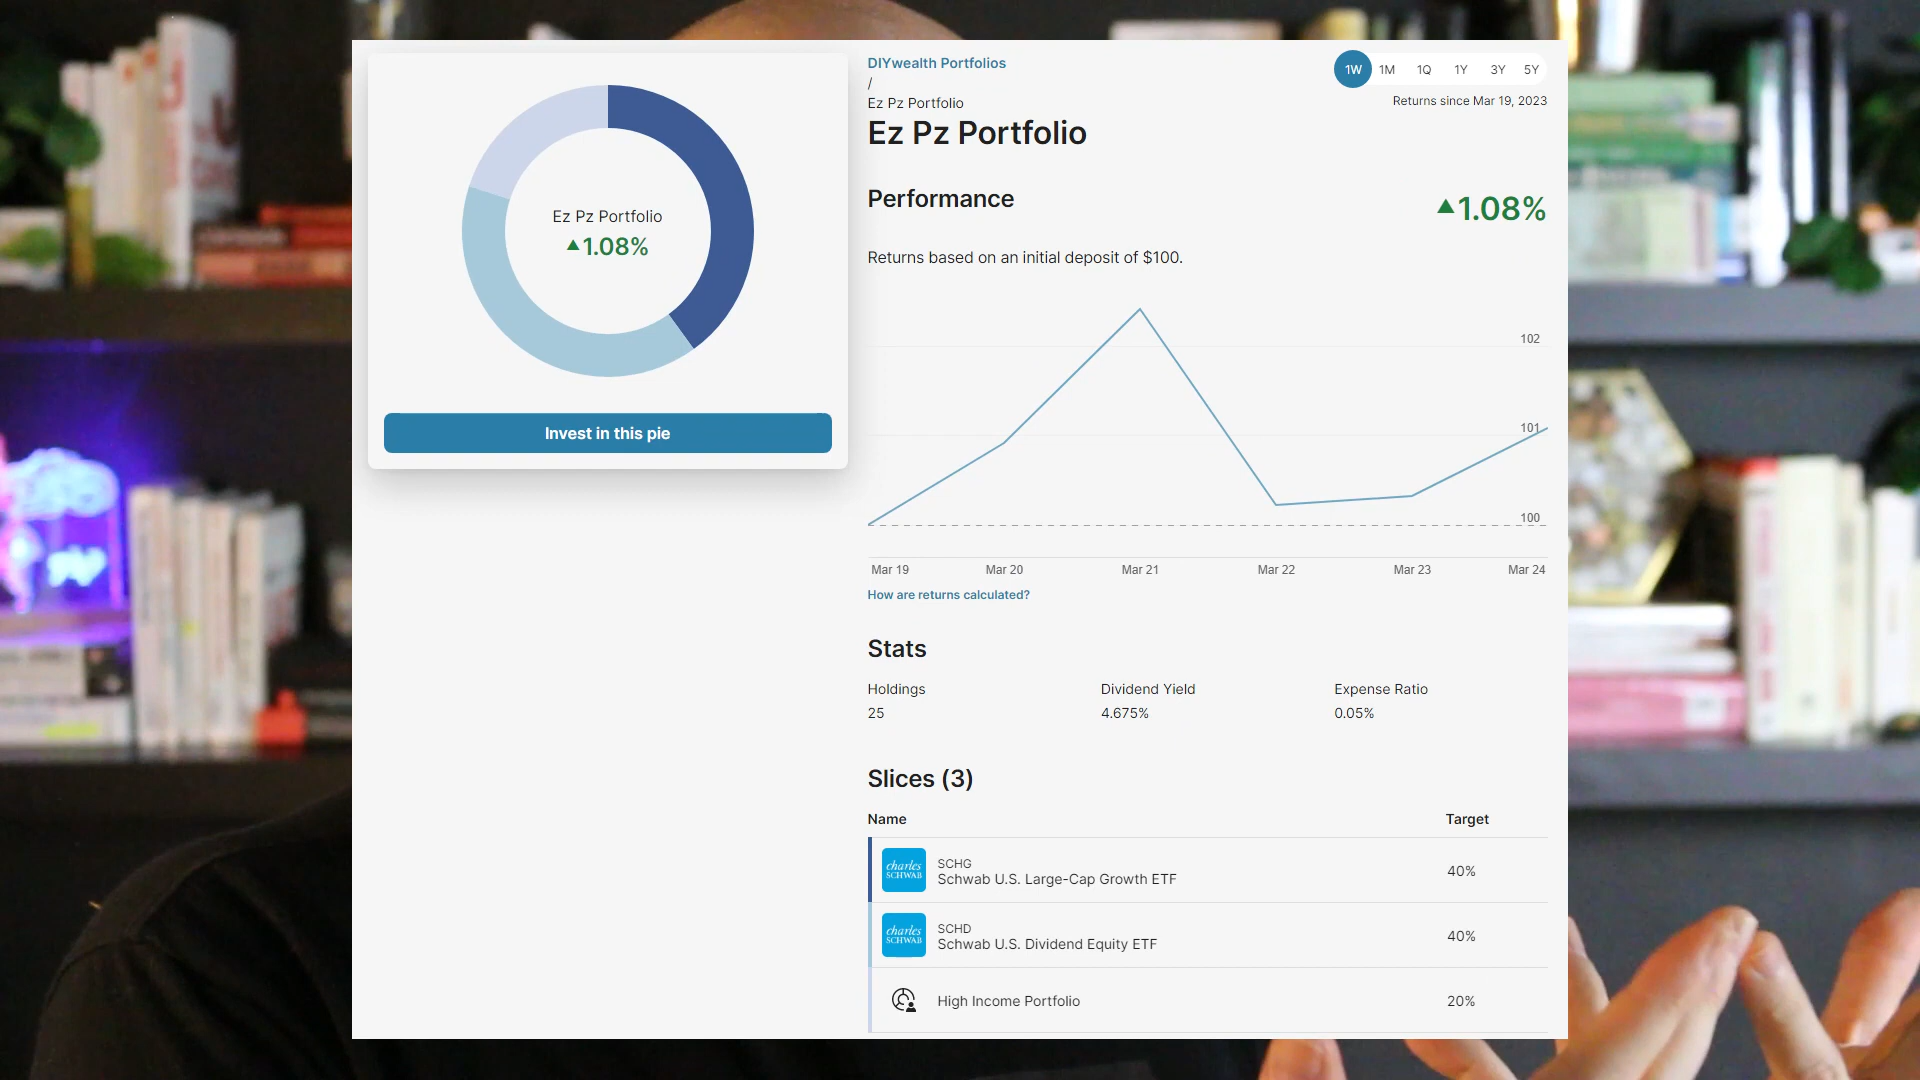 Ez Pz Portfolio
▲1.08%
Invest in this pie
DIYwealth Portfolios
/
Ez Pz Portfolio
Ez Pz Portfolio
1W 1M 1Q 1Y 3Y 5Y
Returns since Mar 19, 2023
Performance
▲1.08%
Returns based on an initial deposit of $100.
102
101
100
Mar 19 Mar 20 Mar 21 Mar 22 Mar 23 Mar 24
How are returns calculated?
Stats
Holdings Dividend Yield Expense Ratio
25 4.675% 0.05%
Slices (3)
Name Target
charles
SCHWAB
SCHG
Schwab U.S. Large-Cap Growth ETF
40%
charles
SCHWAB
SCHD
Schwab U.S. Dividend Equity ETF
40%
High Income Portfolio
20%